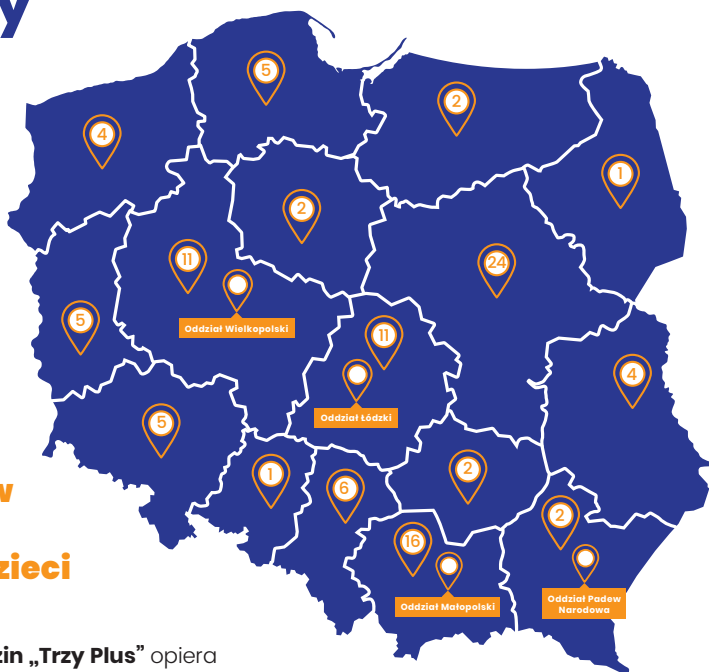 y
5
2
4
1
2
11
24
5
Oddział Wielkopolski
11
4
Oddział Łódzki
5
2
1
6
2
16
w
zieci
Oddział Małopolski
Oddział Padew
Narodowa
zin „Trzy Plus” opiera